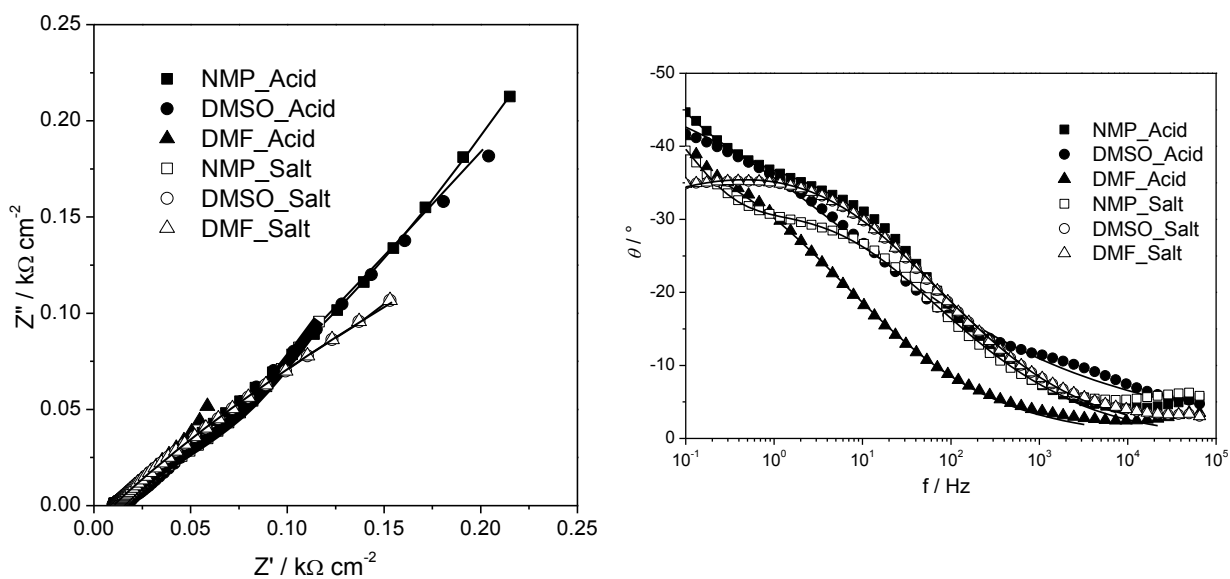 0.25
0.20
0.15
0.10
0.05
0.00
Z'' / kΩ cm-2
NMP_Acid
DMSO_Acid
DMF_Acid
NMP_Salt
DMSO_Salt
DMF_Salt
0.00 0.05 0.10 0.15 0.20 0.25
Z' / kΩ cm-2
-50
-40
-30
-20
-10
0
θ / °
NMP_Acid
DMSO_Acid
DMF_Acid
NMP_Salt
DMSO_Salt
DMF_Salt
10-1 100 101 102 103 104 105
f / Hz